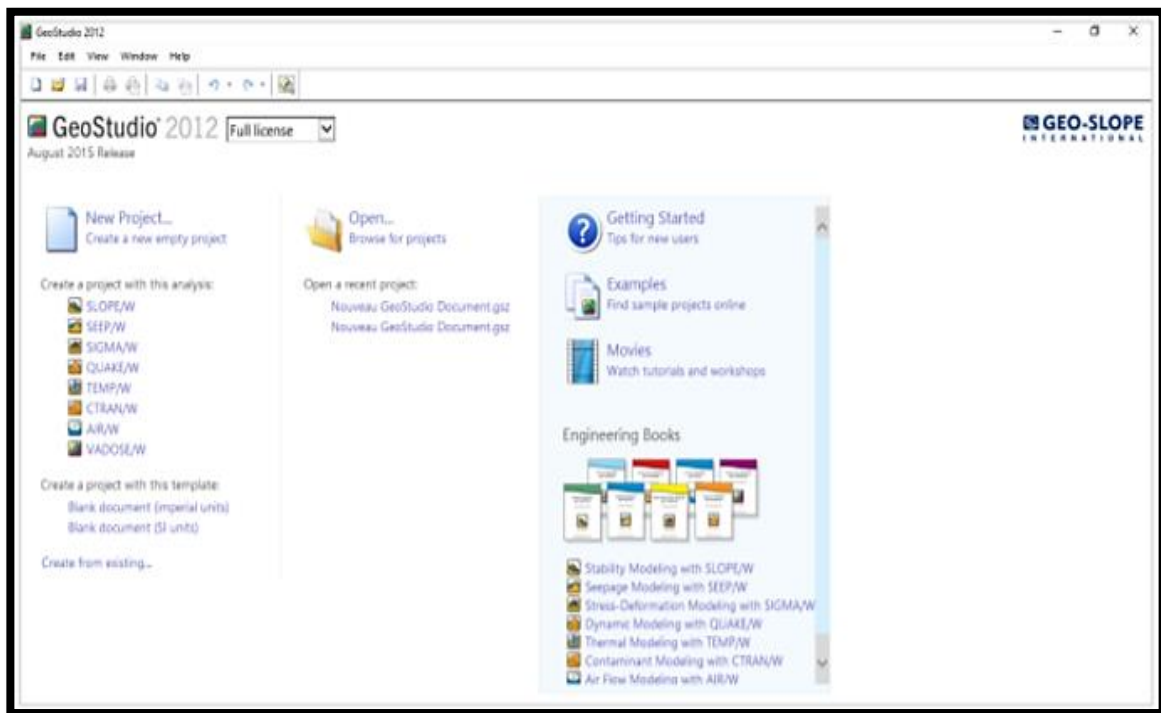 GeoStudio 2012
File Edit View Window Help
GeoStudio 2012 Full license
August 2015 Release
GEO-SLOPE
INTERNATIONAL
New Project...
Create a new empty project
Create a project with this analysis:
SLOPE/W
SEEP/W
SIGMA/W
QUAKE/W
TEMP/W
CTRAN/W
AIR/W
VADOSE/W
Create a project with this template:
Blank document (imperial units)
Blank document (SI units)
Create from existing...
Open...
Browse for projects
Open a recent project:
Nouveau GeoStudio Document.gsz
Nouveau GeoStudio Document.gsz
Getting Started
Tips for new users
Examples
Find sample projects online
Movies
Watch tutorials and workshops
Engineering Books
Stability Modeling with SLOPE/W
Seepage Modeling with SEEP/W
Stress-Deformation Modeling with SIGMA/W
Dynamic Modeling with QUAKE/W
Thermal Modeling with TEMP/W
Contaminant Modeling with CTRAN/W
Air Flow Modeling with AIR/W